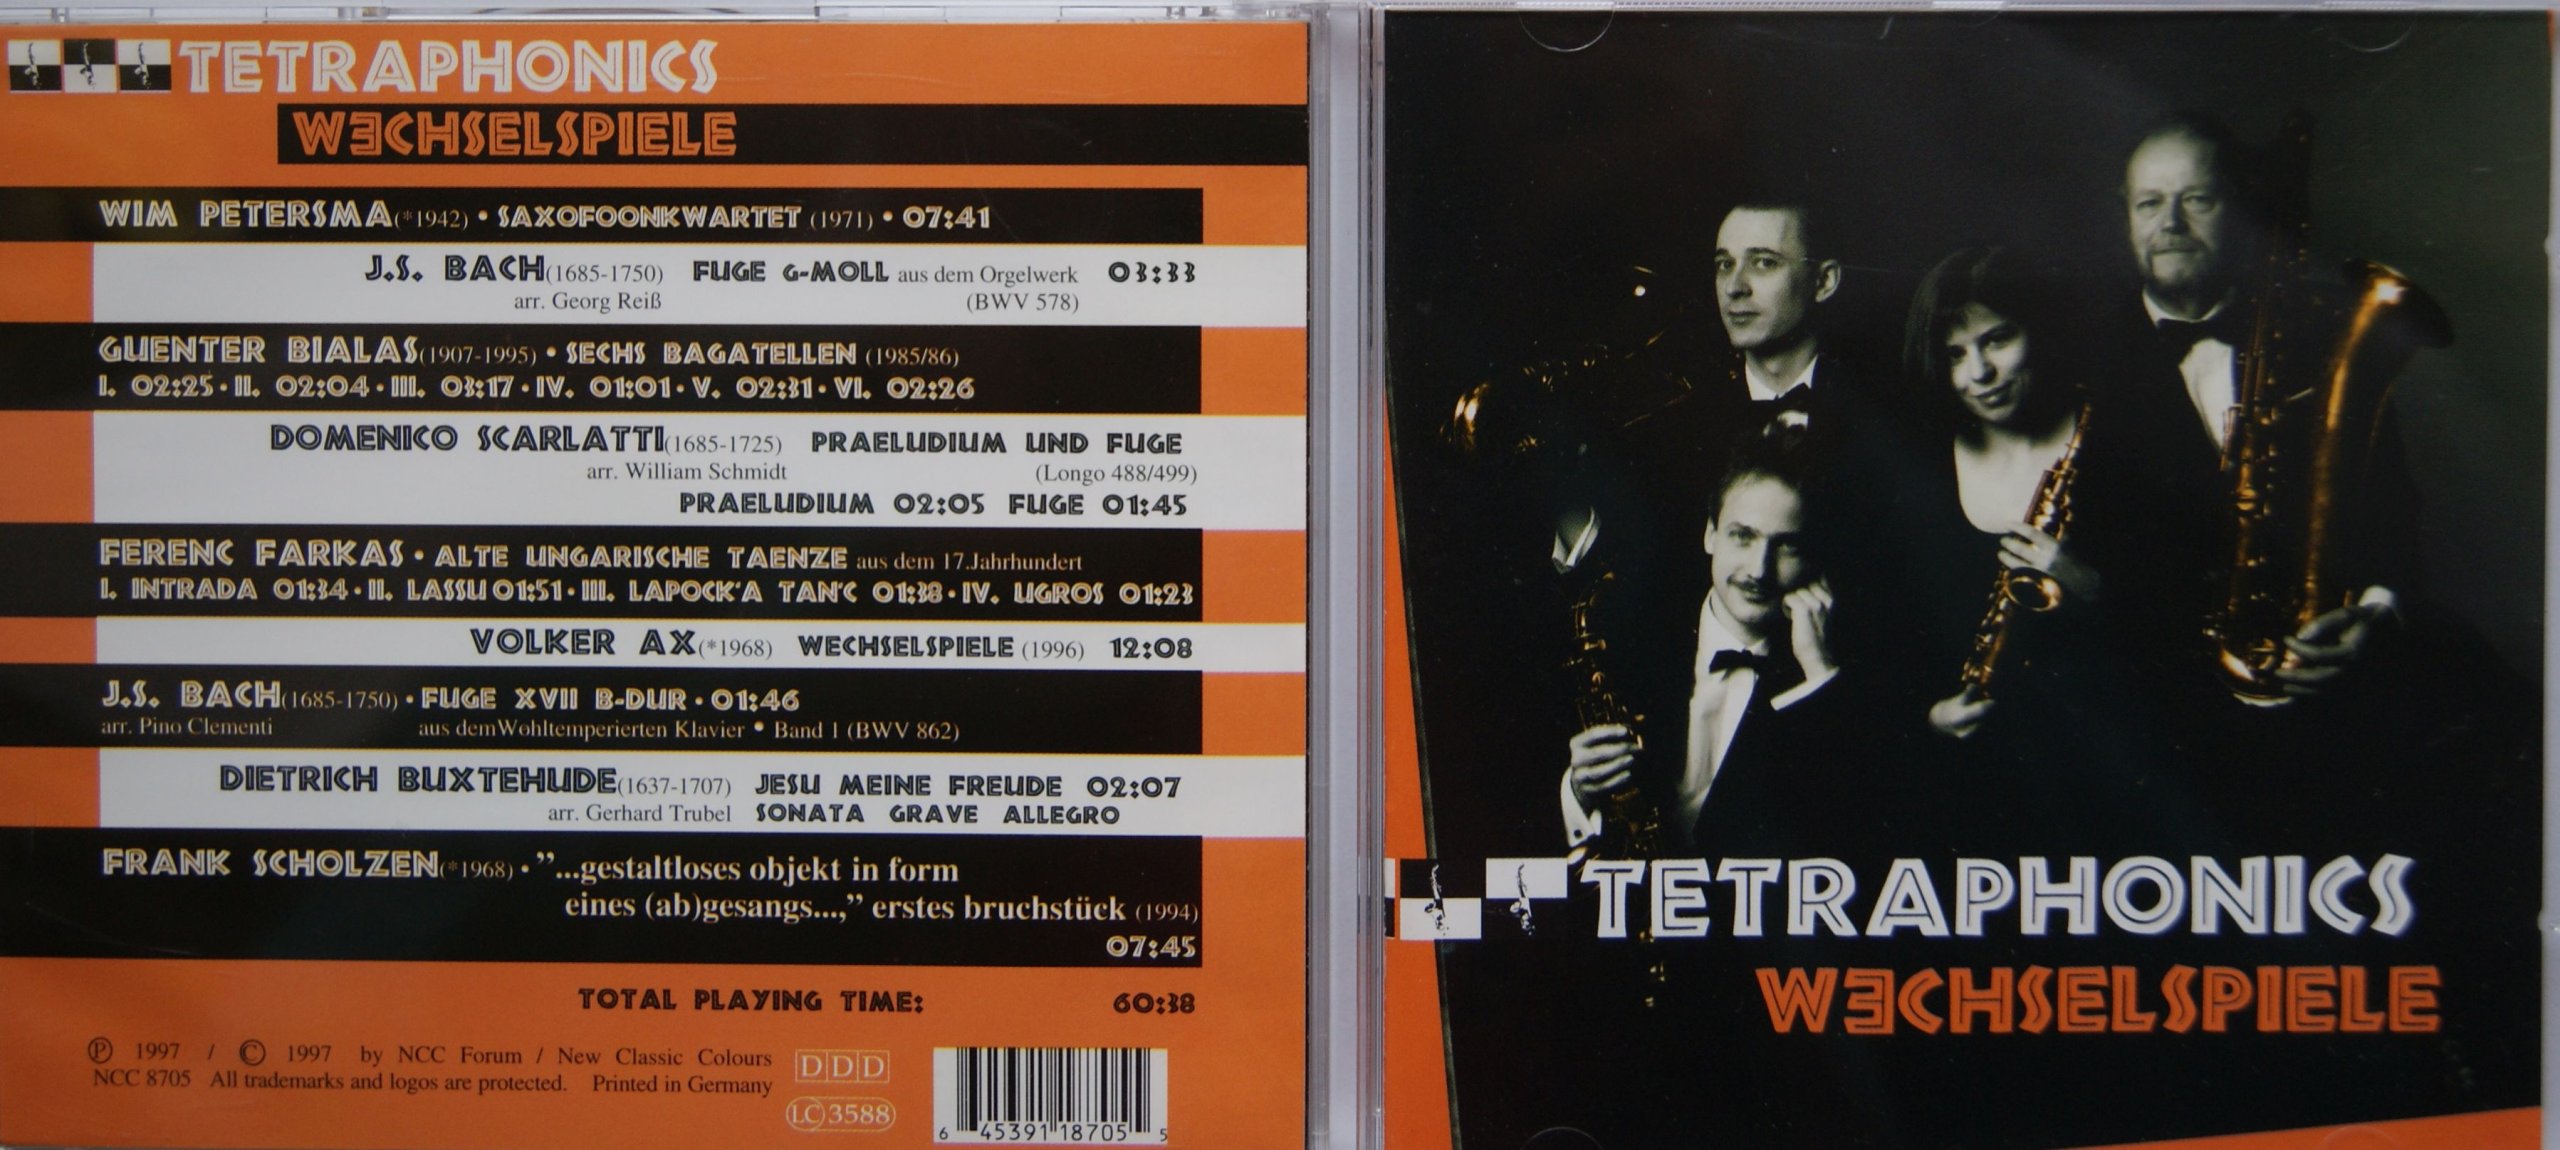 TETRAPHONICS
WECHSELSPIELE
WIM PETERSMA (*1942) • SAXOFOONKWARTET (1971) • 07:41
J.S. BACH (1685-1750) FUGE G-MOLL aus dem Orgelwerk 03:33
arr. Georg Reiß (BWV 578)
GUENTER BIALAS (1907-1995) • SECHS BAGATELLEN (1985/86)
I. 02:25 • II. 02:04 • III. 03:17 • IV. 01:01 • V. 02:31 • VI. 02:26
DOMENICO SCARLATTI (1685-1725) PRAELUDIUM UND FUGE
arr. William Schmidt (Longo 488/499)
PRAELUDIUM 02:05 FUGE 01:45
FERENC FARKAS • ALTE UNGARISCHE TAENZE aus dem 17.Jahrhundert
I. INTRADA 01:34 • II. LASSU 01:51 • III. LAPOCK'A TAN'C 01:38 • IV. UGROS 01:23
VOLKER AX (*1968) WECHSELSPIELE (1996) 12:08
J.S. BACH (1685-1750) • FUGE XVII B-DUR • 01:46
arr. Pino Clementi aus dem Wohltemperierten Klavier • Band 1 (BWV 862)
DIETRICH BUXTEHUDE (1637-1707) JESU MEINE FREUDE 02:07
arr. Gerhard Trubel SONATA GRAVE ALLEGRO
FRANK SCHOLZEN (*1968) • ”...gestaltloses objekt in form
eines (ab)gesangs...,” erstes bruchstück (1994)
07:45
TOTAL PLAYING TIME: 60:38
Ⓟ 1997 / © 1997 by NCC Forum / New Classic Colours
NCC 8705 All trademarks and logos are protected. Printed in Germany
DDD
LC 3588
6 45391 18705 5
TETRAPHONICS
WECHSELSPIELE